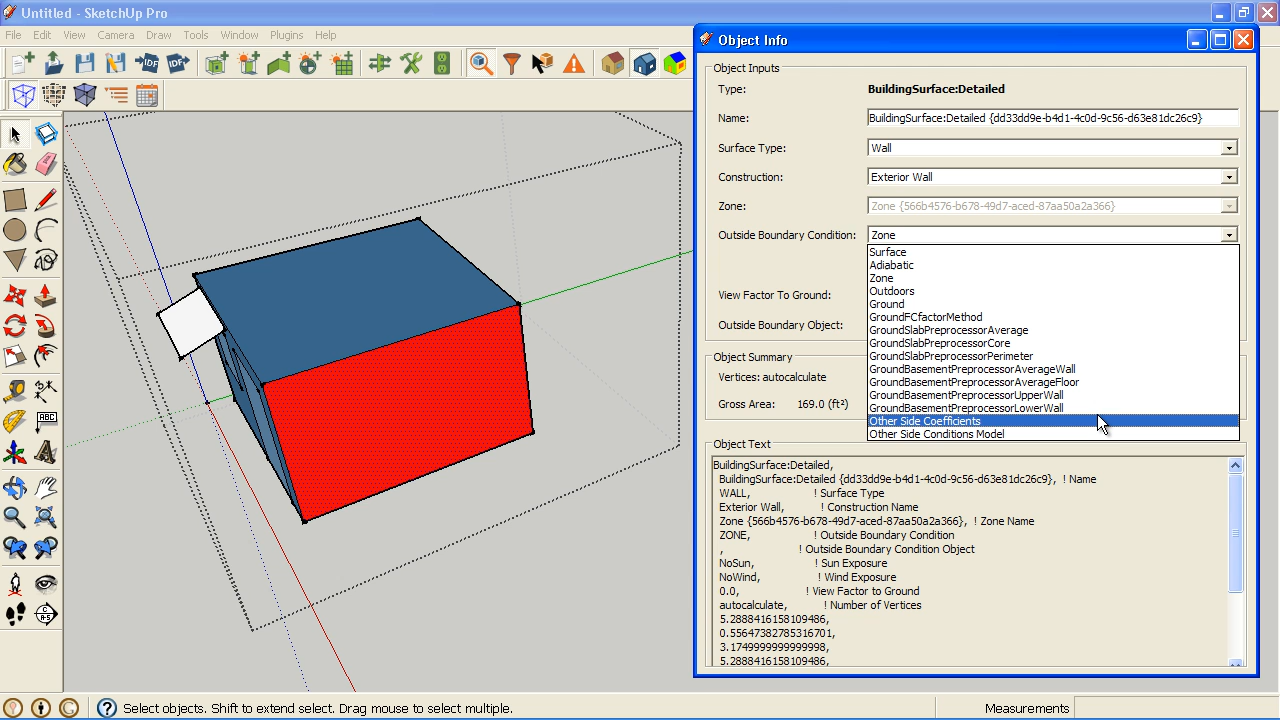 Untitled - SketchUp Pro
File Edit View Camera Draw Tools Window Plugins Help
IDF IDF
ABC
Object Info
Object Inputs
Type: BuildingSurface:Detailed
Name: BuildingSurface:Detailed {dd33dd9e-b4d1-4c0d-9c56-d63e81dc26c9}
Surface Type: Wall
Construction: Exterior Wall
Zone: Zone {566b4576-b678-49d7-aced-87aa50a2a366}
Outside Boundary Condition: Zone
Surface
Adiabatic
Zone
Outdoors
Ground
GroundFCfactorMethod
GroundSlabPreprocessorAverage
GroundSlabPreprocessorCore
GroundSlabPreprocessorPerimeter
GroundBasementPreprocessorAverageWall
GroundBasementPreprocessorAverageFloor
GroundBasementPreprocessorUpperWall
GroundBasementPreprocessorLowerWall
Other Side Coefficients
Other Side Conditions Model
View Factor To Ground:
Outside Boundary Object:
Object Summary
Vertices: autocalculate
Gross Area: 169.0 (ft²)
Object Text
BuildingSurface:Detailed,
BuildingSurface:Detailed {dd33dd9e-b4d1-4c0d-9c56-d63e81dc26c9}, ! Name
WALL, ! Surface Type
Exterior Wall, ! Construction Name
Zone {566b4576-b678-49d7-aced-87aa50a2a366}, ! Zone Name
ZONE, ! Outside Boundary Condition
, ! Outside Boundary Condition Object
NoSun, ! Sun Exposure
NoWind, ! Wind Exposure
0.0, ! View Factor to Ground
autocalculate, ! Number of Vertices
5.2888416158109486,
0.55647382785316701,
3.1749999999999998,
5.2888416158109486,
Select objects. Shift to extend select. Drag mouse to select multiple.
Measurements